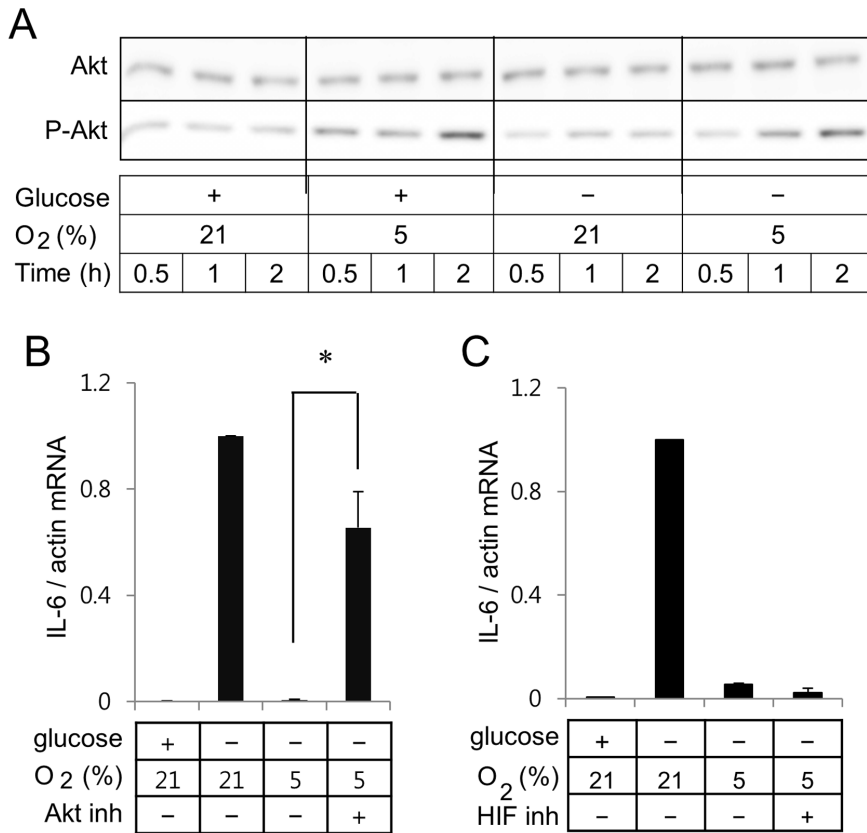 A
Akt
P-Akt
Glucose + + − −
O2 (%) 21 5 21 5
Time (h) 0.5 1 2 0.5 1 2 0.5 1 2 0.5 1 2
B
*
IL-6 / actin mRNA
1.2
0.8
0.4
0
glucose + − − −
O2 (%) 21 21 5 5
Akt inh − − − +
C
IL-6 / actin mRNA
1.2
0.8
0.4
0
glucose + − − −
O2 (%) 21 21 5 5
HIF inh − − − +